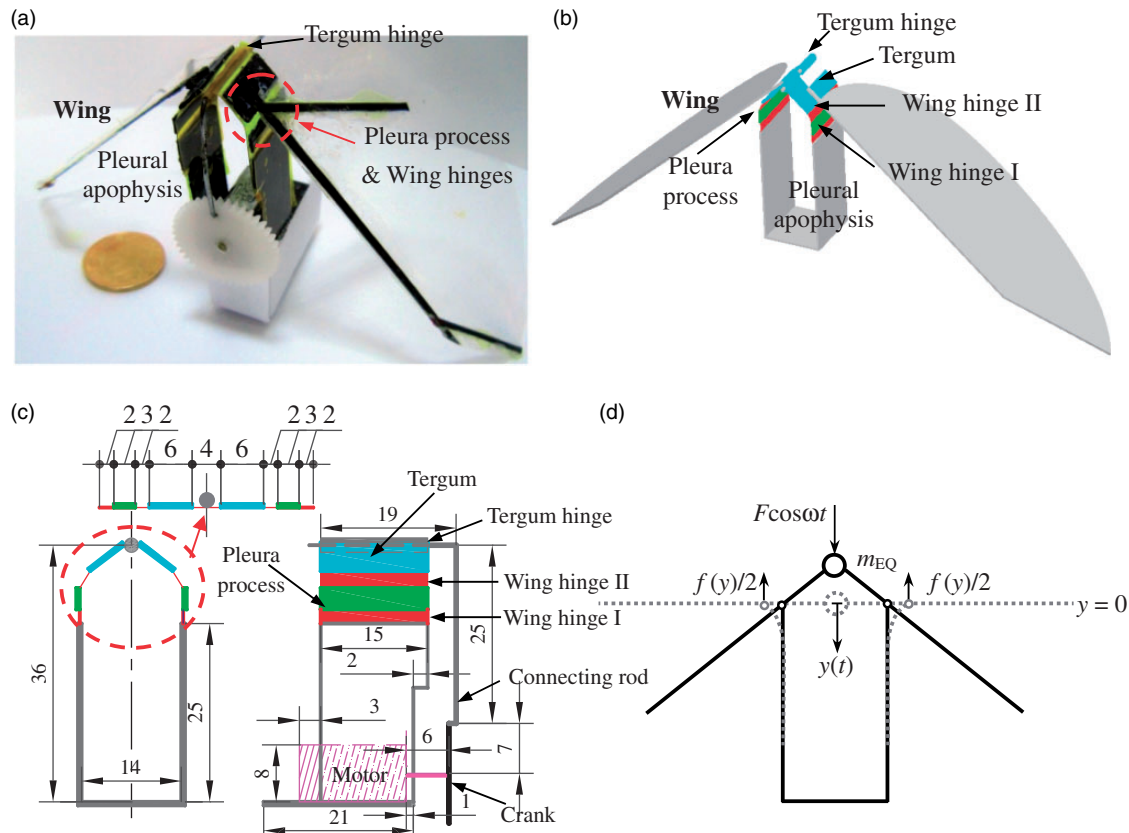 (a)
Tergum hinge
Wing
Pleura process
& Wing hinges
Pleural
apophysis
(b)
Tergum hinge
Tergum
Wing
Wing hinge II
Pleura
process
Wing hinge I
Pleural
apophysis
(c)
2 3 2
6 4 6
2 3 2
Tergum
19
Tergum hinge
Pleura
process
Wing hinge II
Wing hinge I
15
2
25
Connecting rod
36
25
3
6
7
8
Motor
14
Crank
1
21
(d)
Fcosωt
mEQ
f(y)/2
f(y)/2
y = 0
y(t)